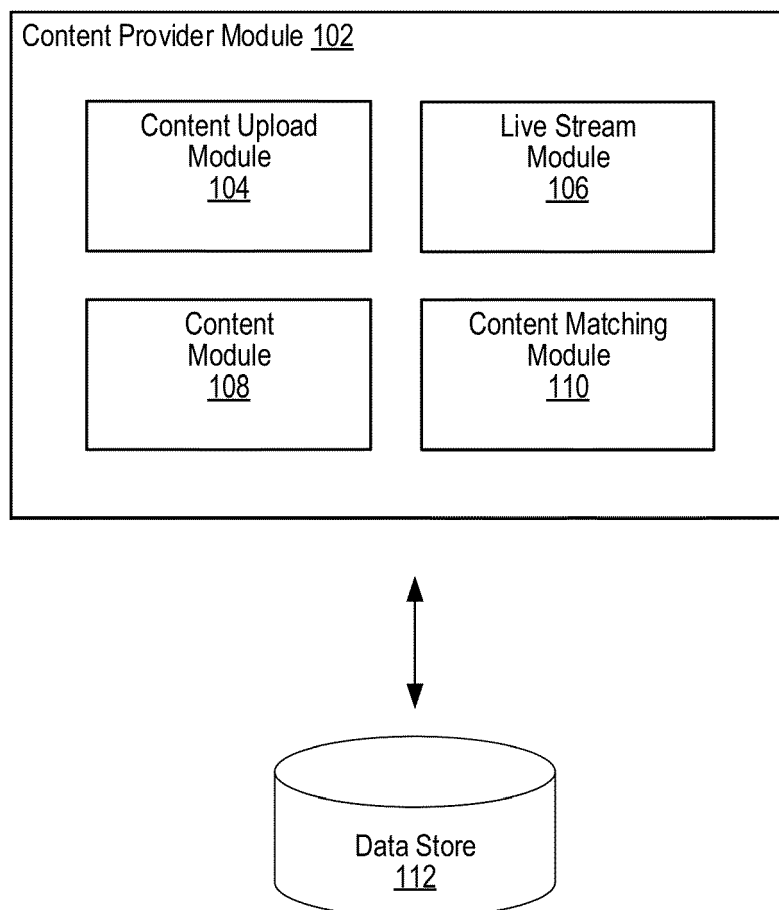 Content Provider Module 102
Content Upload
Module
104
Live Stream
Module
106
Content
Module
108
Content Matching
Module
110
Data Store
112